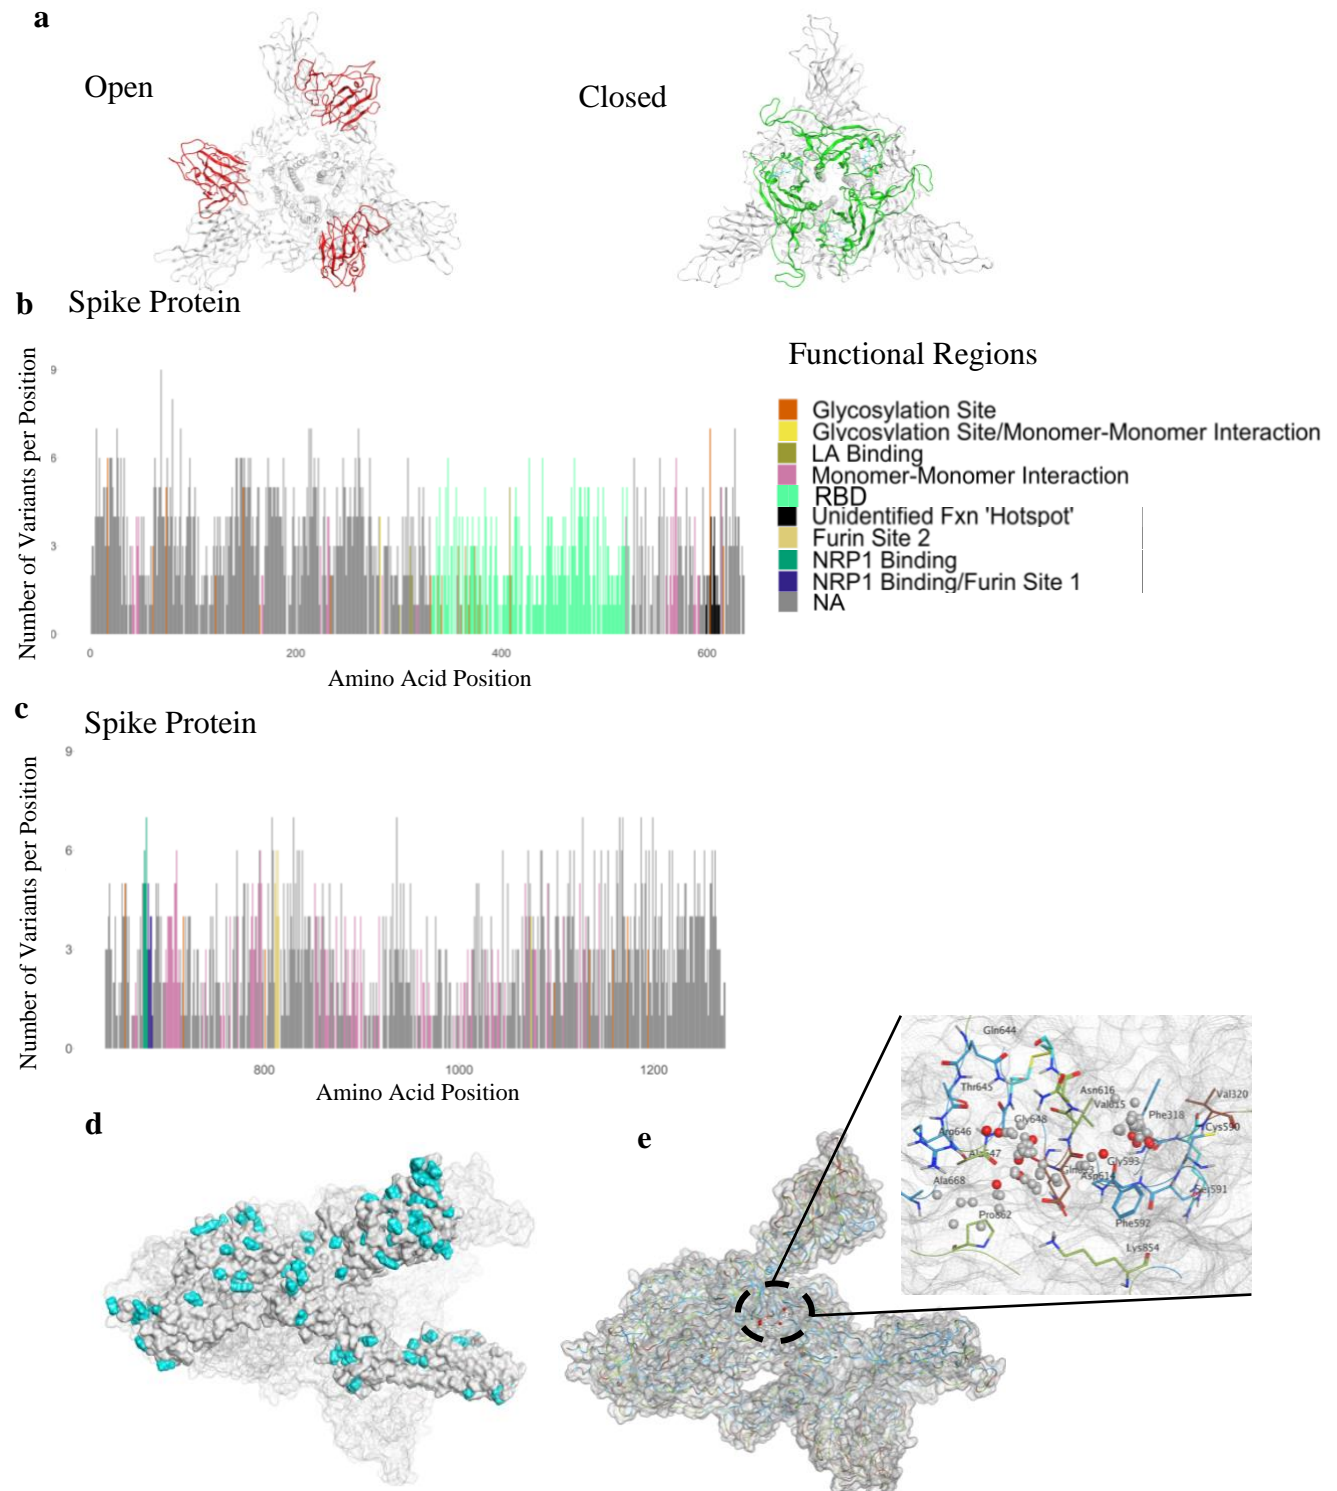 a
Open
Closed
b
Spike Protein
Number of Variants per Position
9
6
3
0
0
200
400
600
Amino Acid Position
Functional Regions
Glycosylation Site
Glycosylation Site/Monomer-Monomer Interaction
LA Binding
Monomer-Monomer Interaction
RBD
Unidentified Fxn 'Hotspot'
Furin Site 2
NRP1 Binding
NRP1 Binding/Furin Site 1
NA
c
Spike Protein
Number of Variants per Position
9
6
3
0
800
1000
1200
Amino Acid Position
d
e
Gln644
Thr645
Arg646
Gly648
Ala668
Pro862
Asn616
Phe318
Val320
Cys590
Gly593
Ser591
Phe592
Lys854